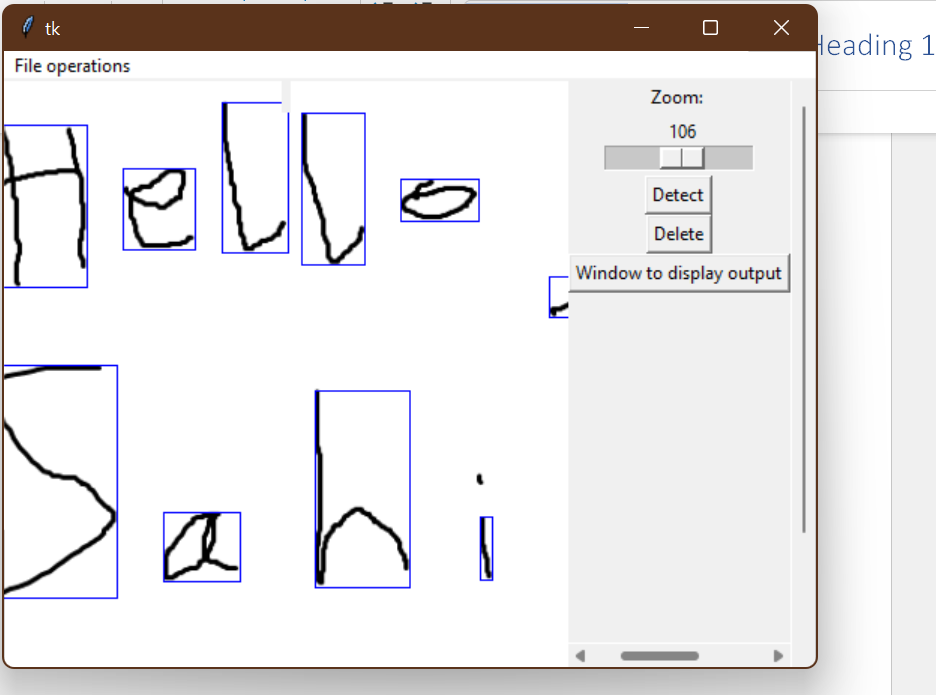 Heading 1
tk
File operations
Zoom:
106
Hello
Detect
Delete
Window to display output